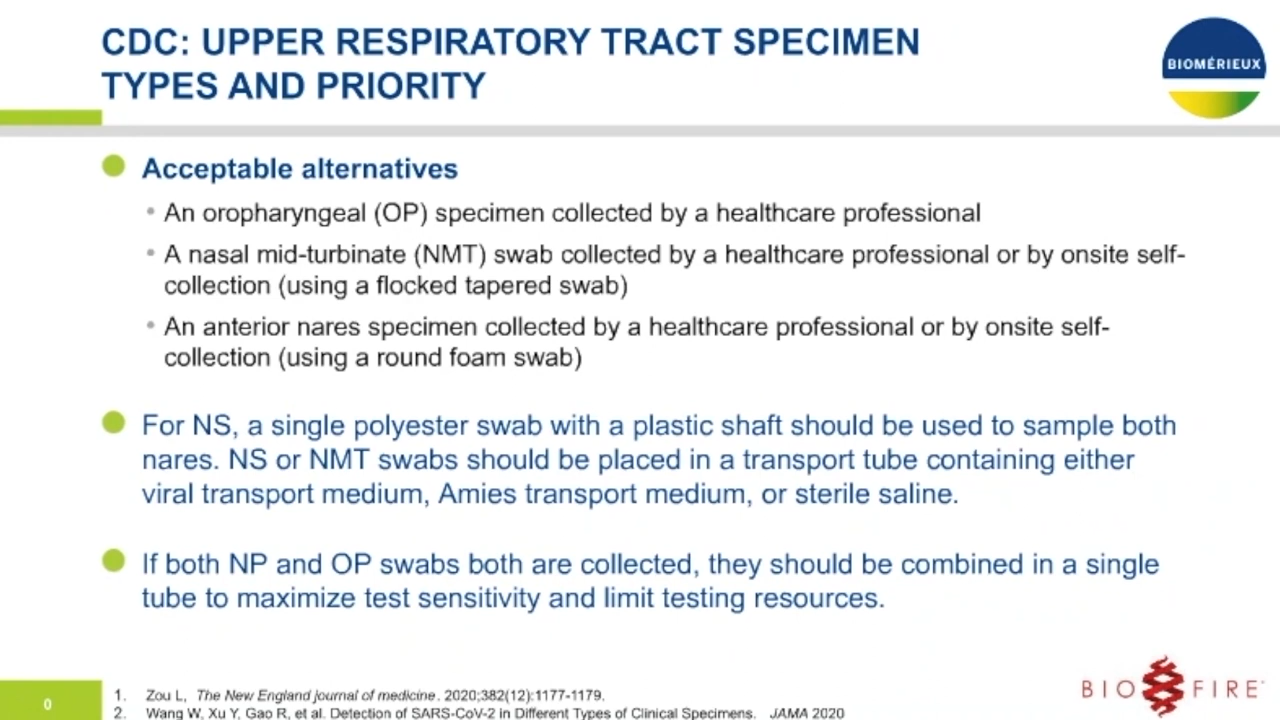 CDC: UPPER RESPIRATORY TRACT SPECIMEN
TYPES AND PRIORITY
BIOMÉRIEUX
Acceptable alternatives
• An oropharyngeal (OP) specimen collected by a healthcare professional
• A nasal mid-turbinate (NMT) swab collected by a healthcare professional or by onsite self-
collection (using a flocked tapered swab)
• An anterior nares specimen collected by a healthcare professional or by onsite self-
collection (using a round foam swab)
For NS, a single polyester swab with a plastic shaft should be used to sample both
nares. NS or NMT swabs should be placed in a transport tube containing either
viral transport medium, Amies transport medium, or sterile saline.
If both NP and OP swabs both are collected, they should be combined in a single
tube to maximize test sensitivity and limit testing resources.
0
1. Zou L, The New England journal of medicine. 2020;382(12):1177-1179.
2. Wang W, Xu Y, Gao R, et al. Detection of SARS-CoV-2 in Different Types of Clinical Specimens. JAMA 2020
BIO FIRE